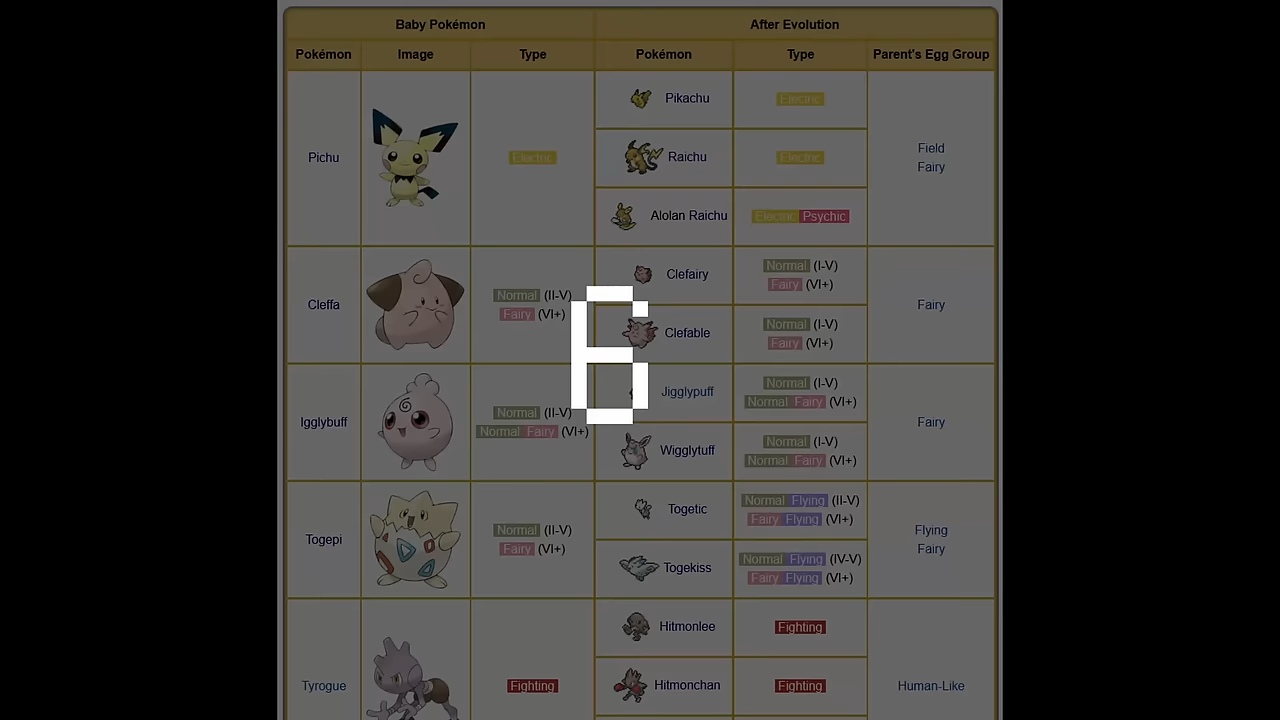 Baby Pokémon After Evolution
Pokémon Image Type Pokémon Type Parent's Egg Group
Pichu Electric Pikachu Electric Field
Fairy
Raichu Electric
Alolan Raichu Electric Psychic
Cleffa Normal (II-V)
Fairy (VI+)
Clefairy Normal (I-V)
Fairy (VI+)
Fairy
Clefable Normal (I-V)
Fairy (VI+)
Igglybuff Normal (II-V)
Normal Fairy (VI+)
Jigglypuff Normal (I-V)
Normal Fairy (VI+)
Fairy
Wigglytuff Normal (I-V)
Normal Fairy (VI+)
Togepi Normal (II-V)
Fairy (VI+)
Togetic Normal Flying (II-V)
Fairy Flying (VI+)
Flying
Fairy
Togekiss Normal Flying (IV-V)
Fairy Flying (VI+)
Tyrogue Fighting Hitmonlee Fighting Human-Like
Hitmonchan Fighting
6